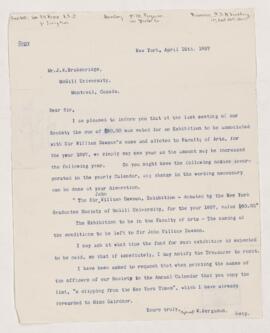 Copy
New York, April 12th. 1897
Mr. J.W. Brakenridge,
McGill University.
Montreal, Canada.
Dear Sir,
I am pleased to inform you that at the last meeting of our
Society the sum of $60.00 was voted for an Exhibition to be associated
with Sir William Dawson's name and alloted to Faculty of Arts, for
the year 1897, we simply say one year as the amount may be increased
the following year. Do you might have the following notice incor-
porated in the yearly Calendar, any change in the wording necessary
can be done at your discretion.
John
" The Sir William Dawson, Exhibition - donated by the New York
Graduates Society of McGill University, for the year 1897, value $60.00"
The Exhibition to be in the Faculty of Arts - The naming of
the conditions to be left to Sir John William Dawson.
I may ask at what time the fund for such exhibition is expected
to be paid, so that if immediately, I may notify the Treasurer to remit.
I have been asked to request that when printing the names of
the officers of our Society in the Annual Calendar that you copy the
list, "a clipping from the New York Times", which I have already
forwarded to Miss Gairdner.
Yours truly.
W. Ferguson.
Secy.